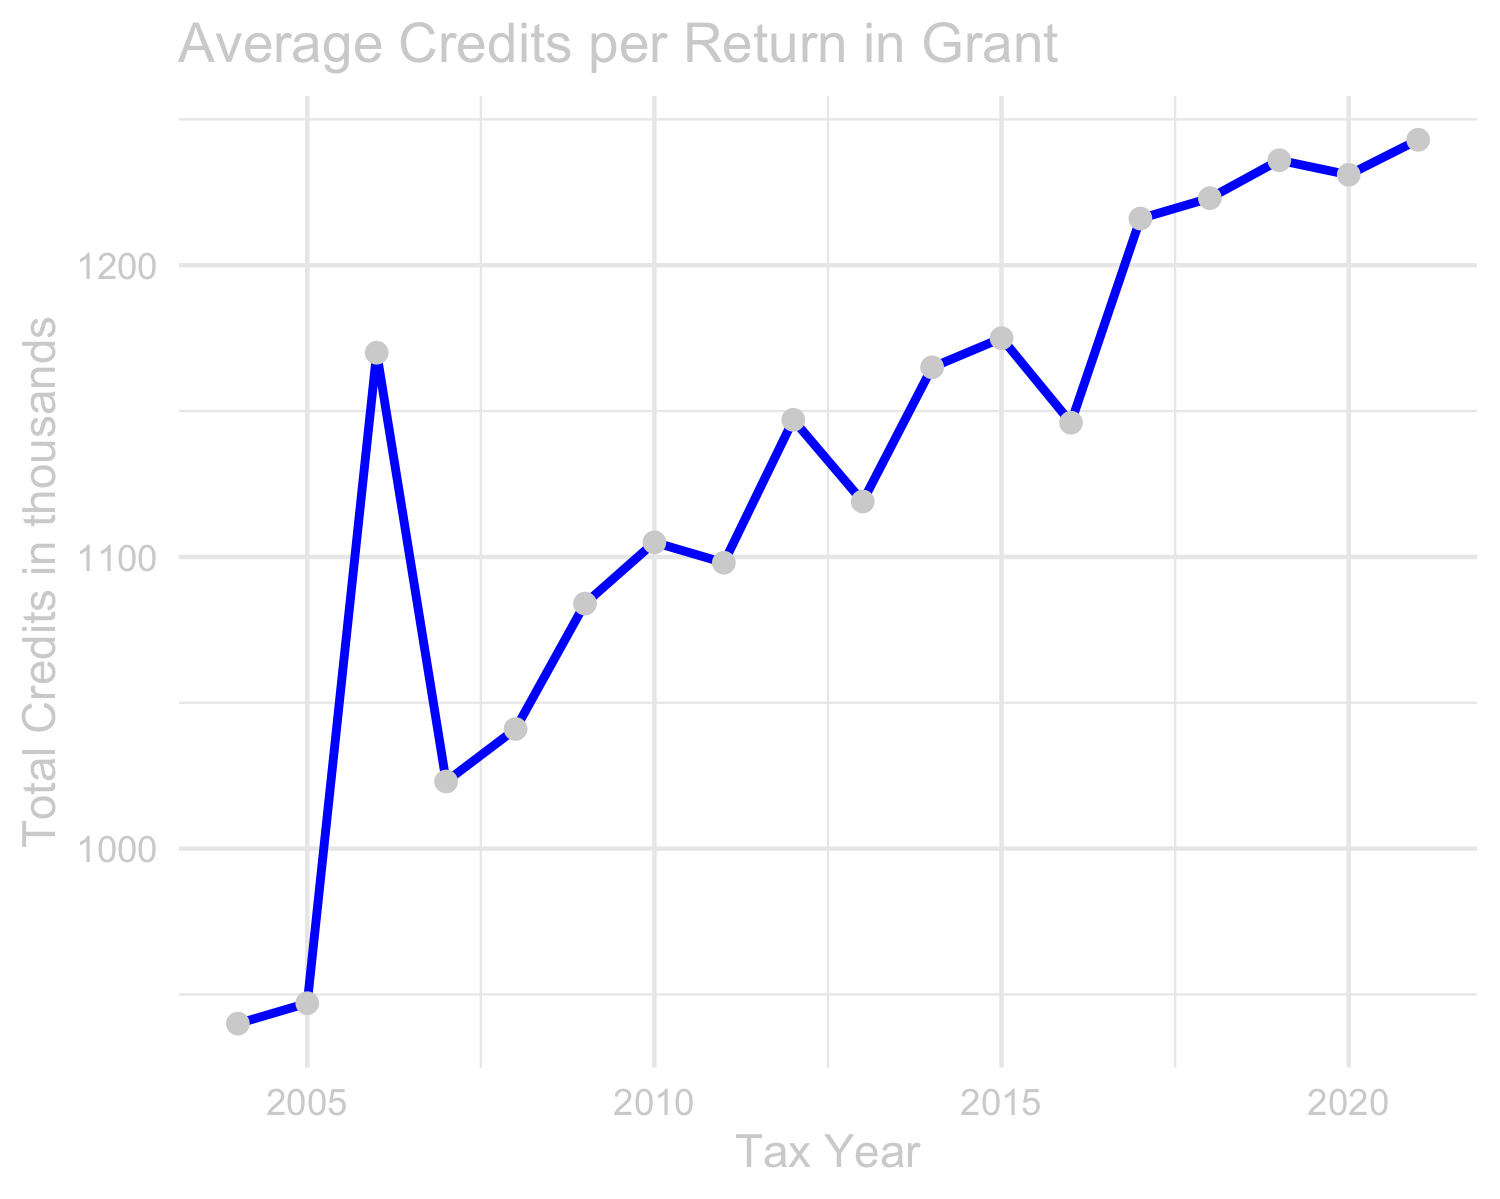 Average Credits per Return in Grant
Total Credits in thousands
1200
1100
1000
2005 2010 2015 2020
Tax Year